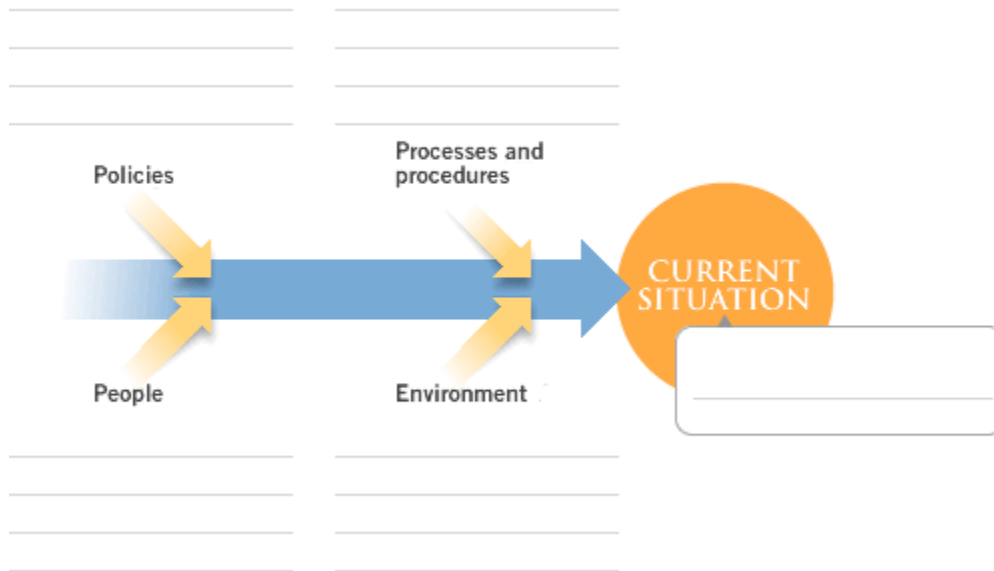 Policies
Processes and
procedures
CURRENT
SITUATION
People
Environment